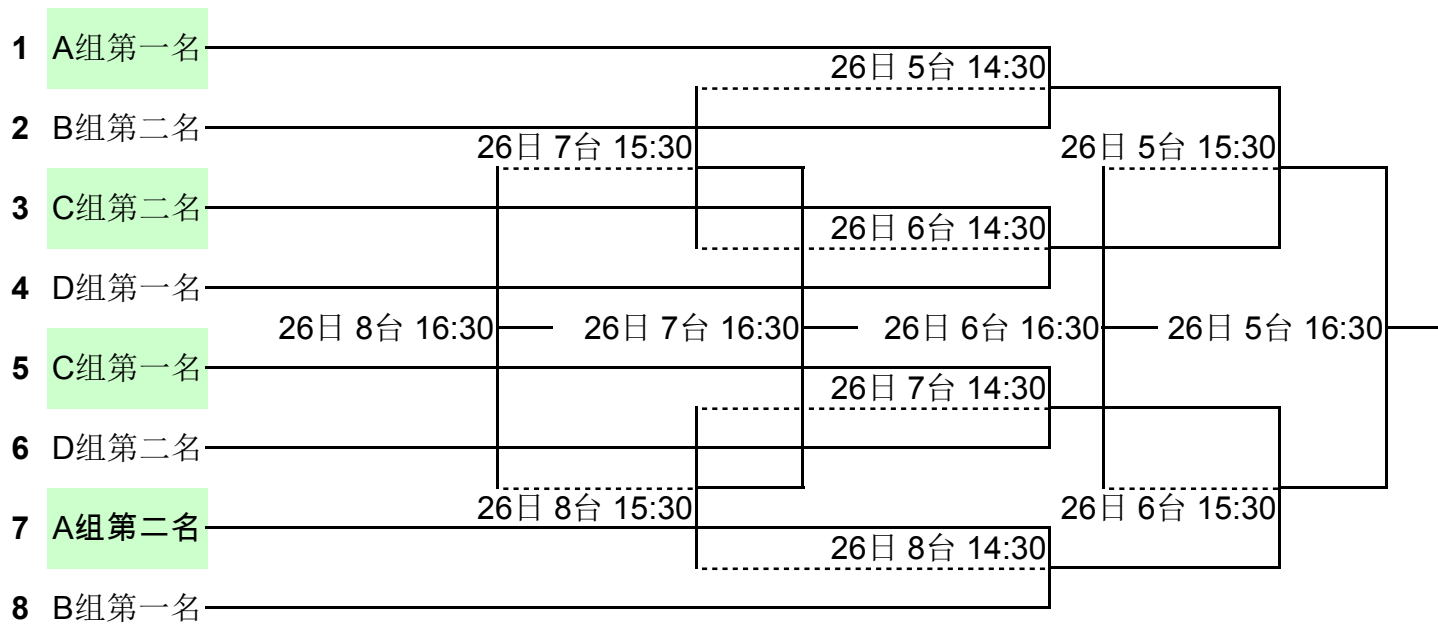 1 A组第一名
26日 5台 14:30
2 B组第二名
26日 7台 15:30
26日 5台 15:30
3 C组第二名
26日 6台 14:30
4 D组第一名
26日 8台 16:30
26日 7台 16:30
26日 6台 16:30
26日 5台 16:30
5 C组第一名
26日 7台 14:30
6 D组第二名
26日 8台 15:30
26日 6台 15:30
7 A组第二名
26日 8台 14:30
8 B组第一名